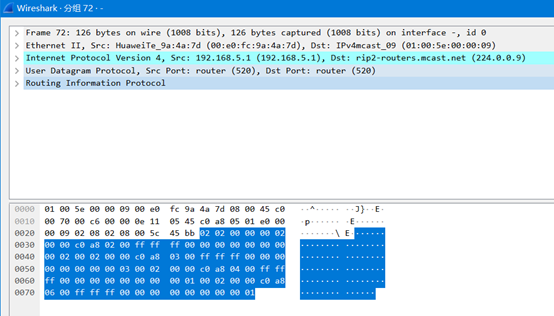 Wireshark · 分组 72 · -
Frame 72: 126 bytes on wire (1008 bits), 126 bytes captured (1008 bits) on interface -, id 0
Ethernet II, Src: HuaweiTe_9a:4a:7d (00:e0:fc:9a:4a:7d), Dst: IPv4mcast_09 (01:00:5e:00:00:09)
Internet Protocol Version 4, Src: 192.168.5.1 (192.168.5.1), Dst: rip2-routers.mcast.net (224.0.0.9)
User Datagram Protocol, Src Port: router (520), Dst Port: router (520)
Routing Information Protocol
0000 01 00 5e 00 00 09 00 e0 fc 9a 4a 7d 08 00 45 c0 ··^····· ··J}··E·
0010 00 70 00 c6 00 00 0e 11 05 45 c0 a8 05 01 e0 00 ·p······ ·E······
0020 00 09 02 08 02 08 00 5c 45 bb 02 02 00 00 00 02 ·······\ E·······
0030 00 00 c0 a8 02 00 ff ff ff 00 00 00 00 00 00 00 ········ ········
0040 00 02 00 02 00 00 c0 a8 03 00 ff ff ff 00 00 00 ········ ········
0050 00 00 00 00 00 03 00 02 00 00 c0 a8 04 00 ff ff ········ ········
0060 ff 00 00 00 00 00 00 00 00 01 00 02 00 00 c0 a8 ········ ········
0070 06 00 ff ff ff 00 00 00 00 00 00 00 00 01 ········ ······